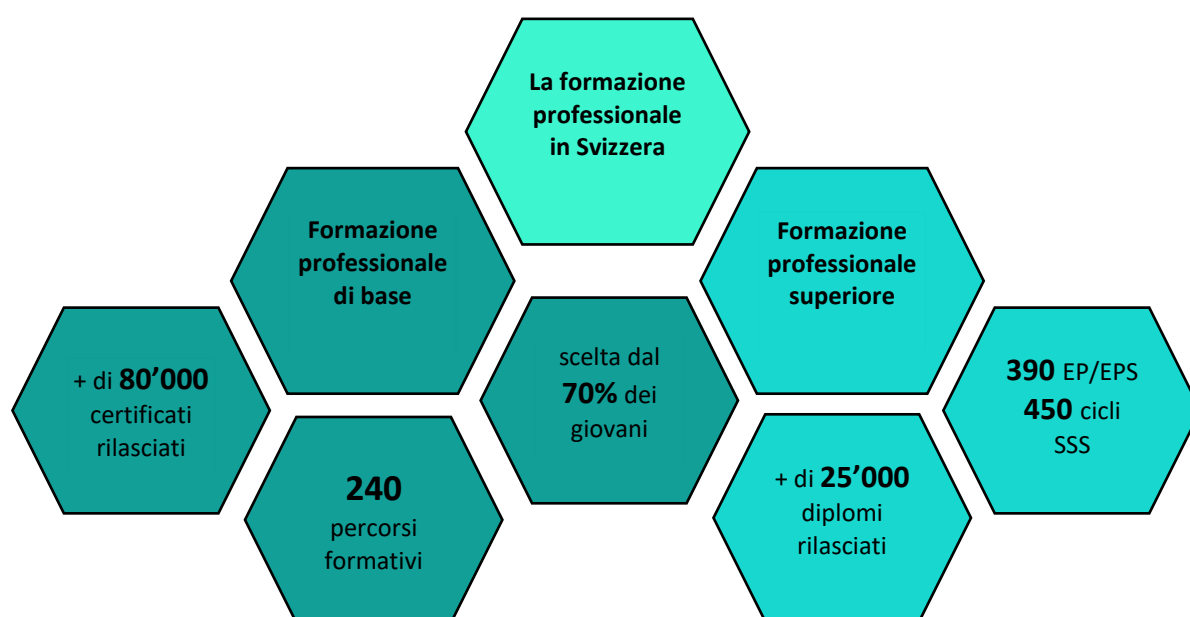 La formazione
professionale
in Svizzera
Formazione
professionale
di base
Formazione
professionale
superiore
+ di 80’000
certificati
rilasciati
240
percorsi
formativi
scelta dal
70% dei
giovani
+ di 25’000
diplomi
rilasciati
390 EP/EPS
450 cicli
SSS